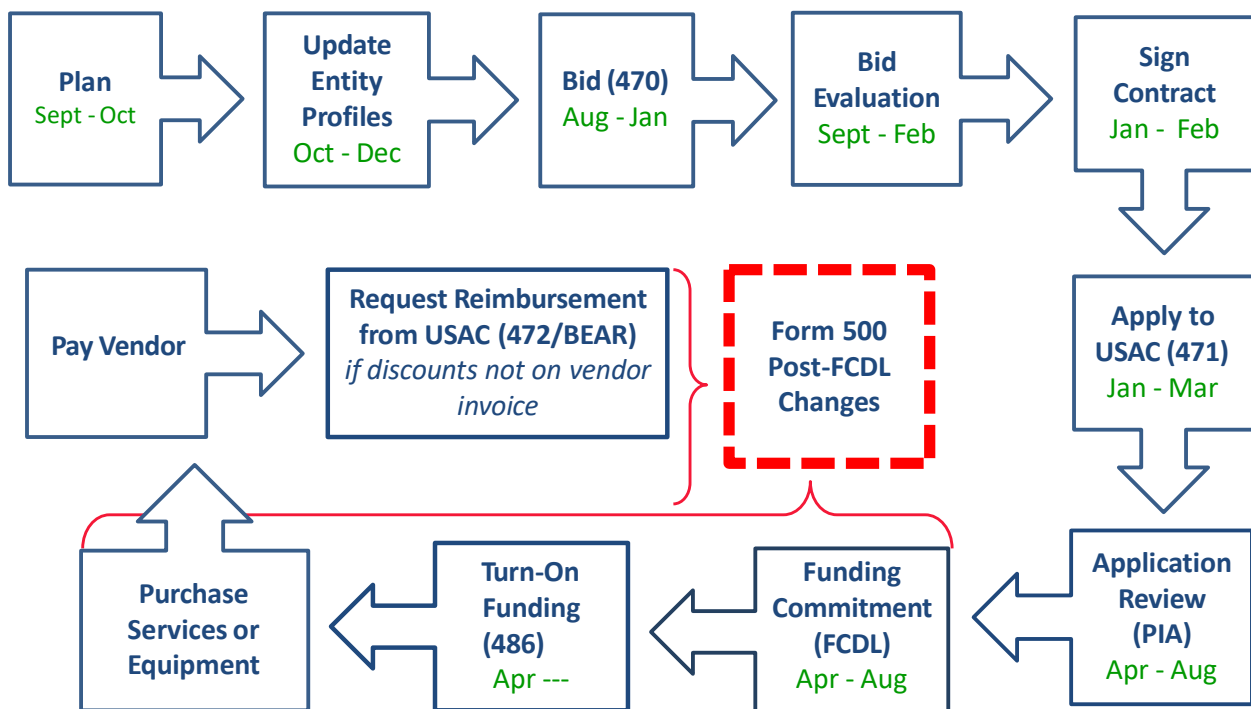 Plan
Sept - Oct
Update
Entity
Profiles
Oct - Dec
Bid (470)
Aug - Jan
Bid
Evaluation
Sept - Feb
Sign
Contract
Jan - Feb
Apply to
USAC (471)
Jan - Mar
Application
Review
(PIA)
Apr - Aug
Funding
Commitment
(FCDL)
Apr - Aug
Turn-On
Funding
(486)
Apr ---
Purchase
Services or
Equipment
Pay Vendor
Request Reimbursement
from USAC (472/BEAR)
if discounts not on vendor
invoice
Form 500
Post-FCDL
Changes